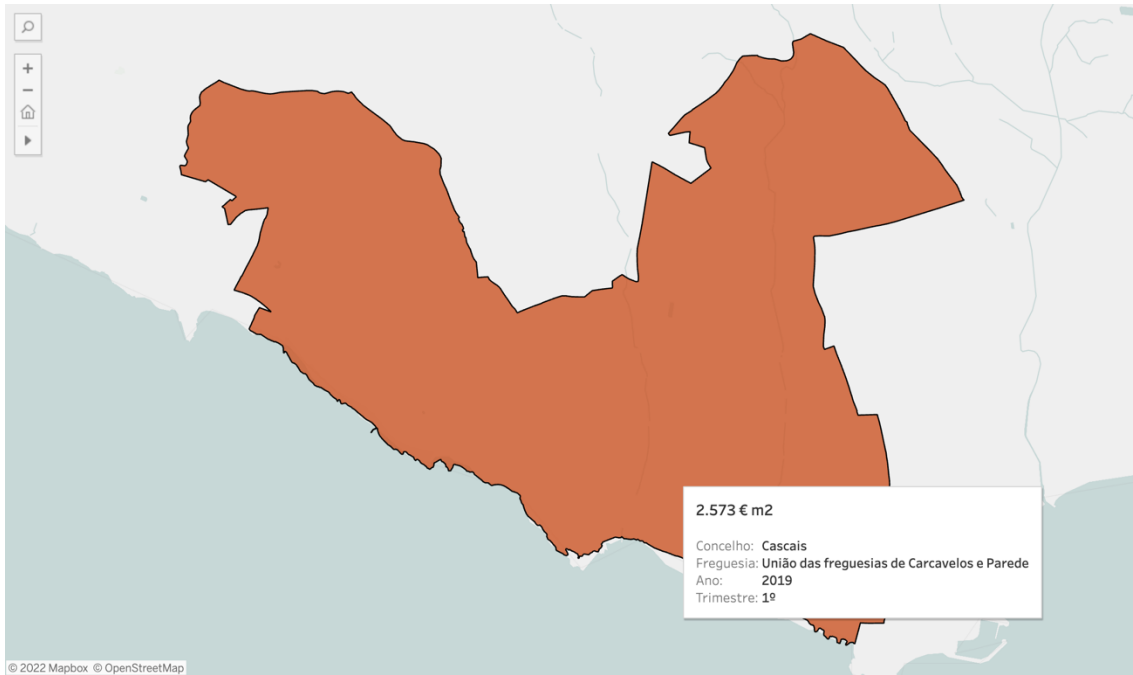 2.573 € m2
Concelho: Cascais
Freguesia: União das freguesias de Carcavelos e Parede
Ano: 2019
Trimestre: 1º
© 2022 Mapbox © OpenStreetMap